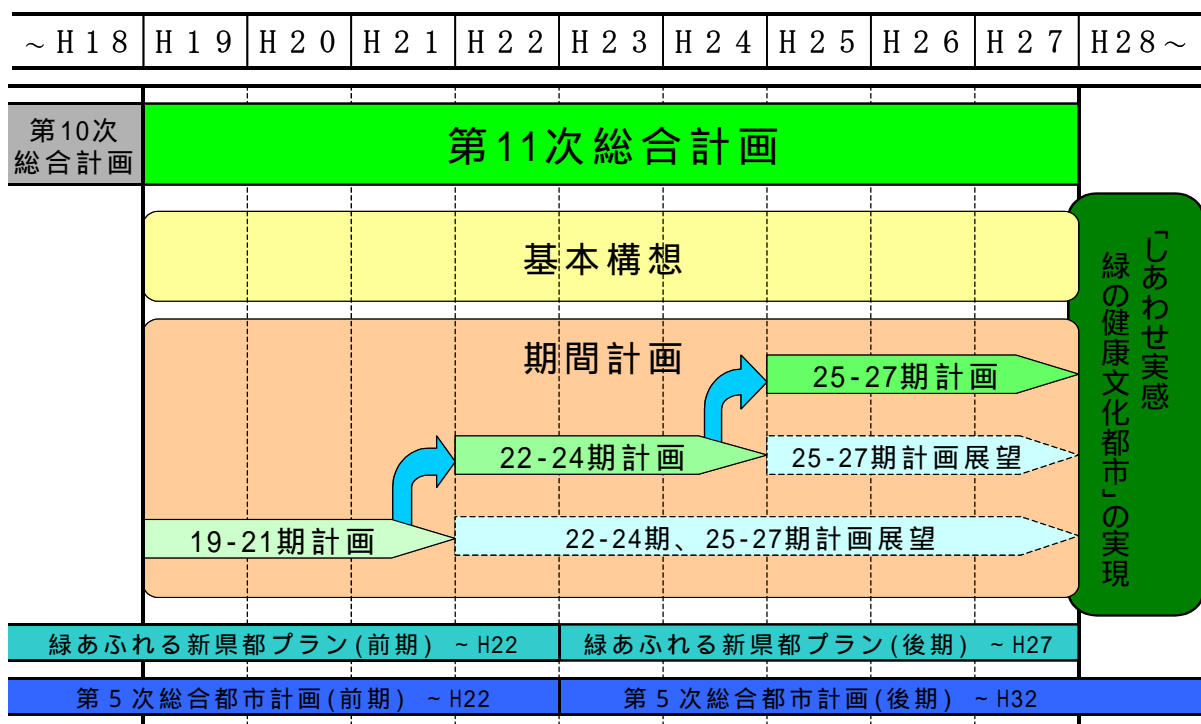 ～H18 H19 H20 H21 H22 H23 H24 H25 H26 H27 H28～
第10次
総合計画
第11次総合計画
基本構想
期間計画
25-27期計画
22-24期計画
25-27期計画展望
19-21期計画
22-24期、25-27期計画展望
「しあわせ実感
緑の健康文化都市」の実現
緑あふれる新県都プラン(前期) ～H22
緑あふれる新県都プラン(後期) ～H27
第5次総合都市計画(前期) ～H22
第5次総合都市計画(後期) ～H32